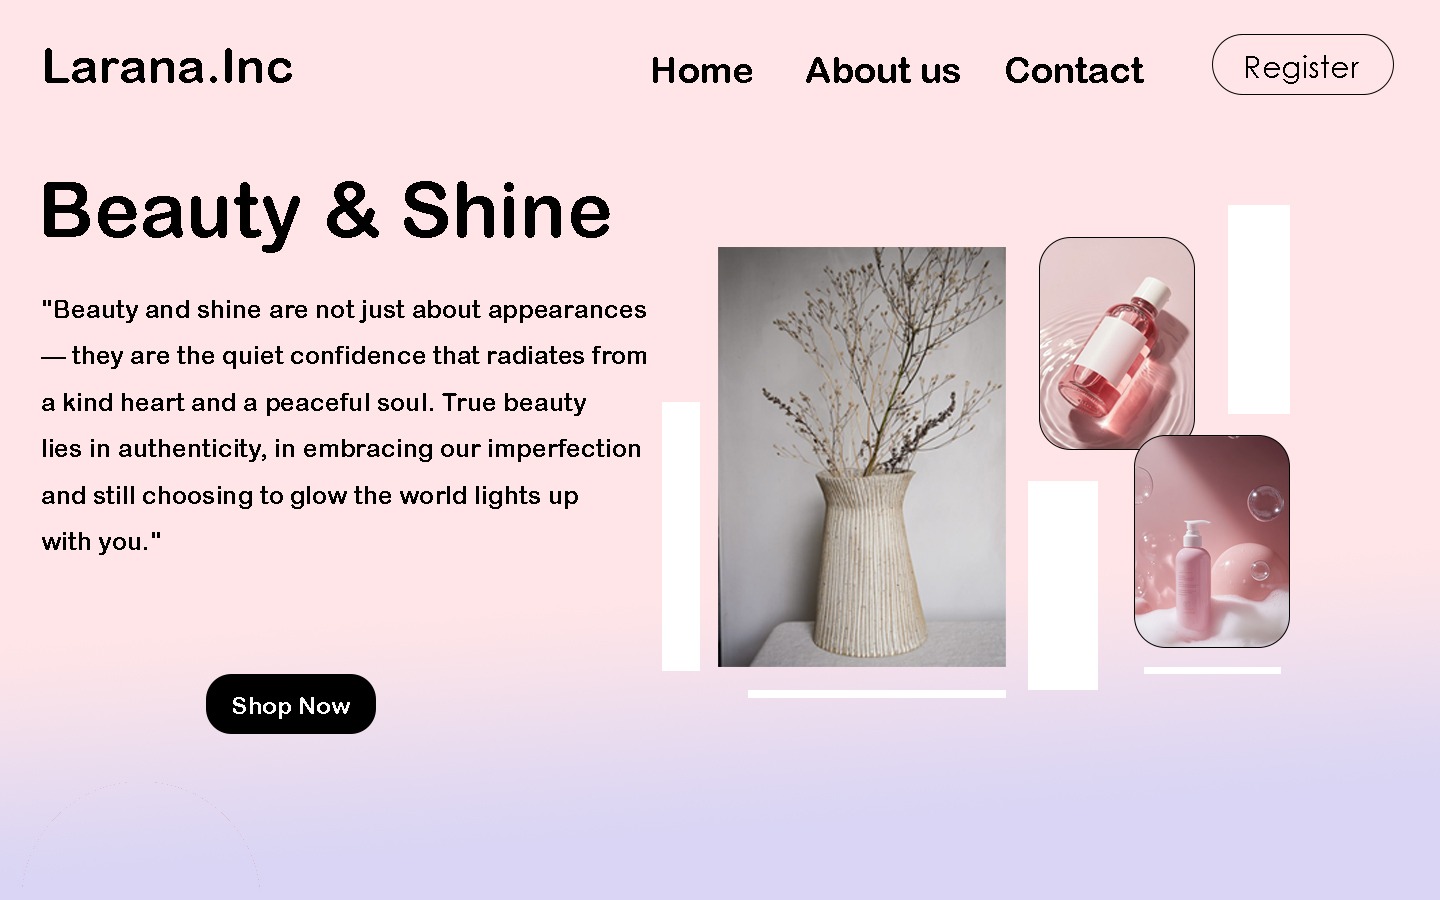 Larana.Inc
Home About us Contact Register
Beauty & Shine
"Beauty and shine are not just about appearances
— they are the quiet confidence that radiates from
a kind heart and a peaceful soul. True beauty
lies in authenticity, in embracing our imperfection
and still choosing to glow the world lights up
with you."
Shop Now